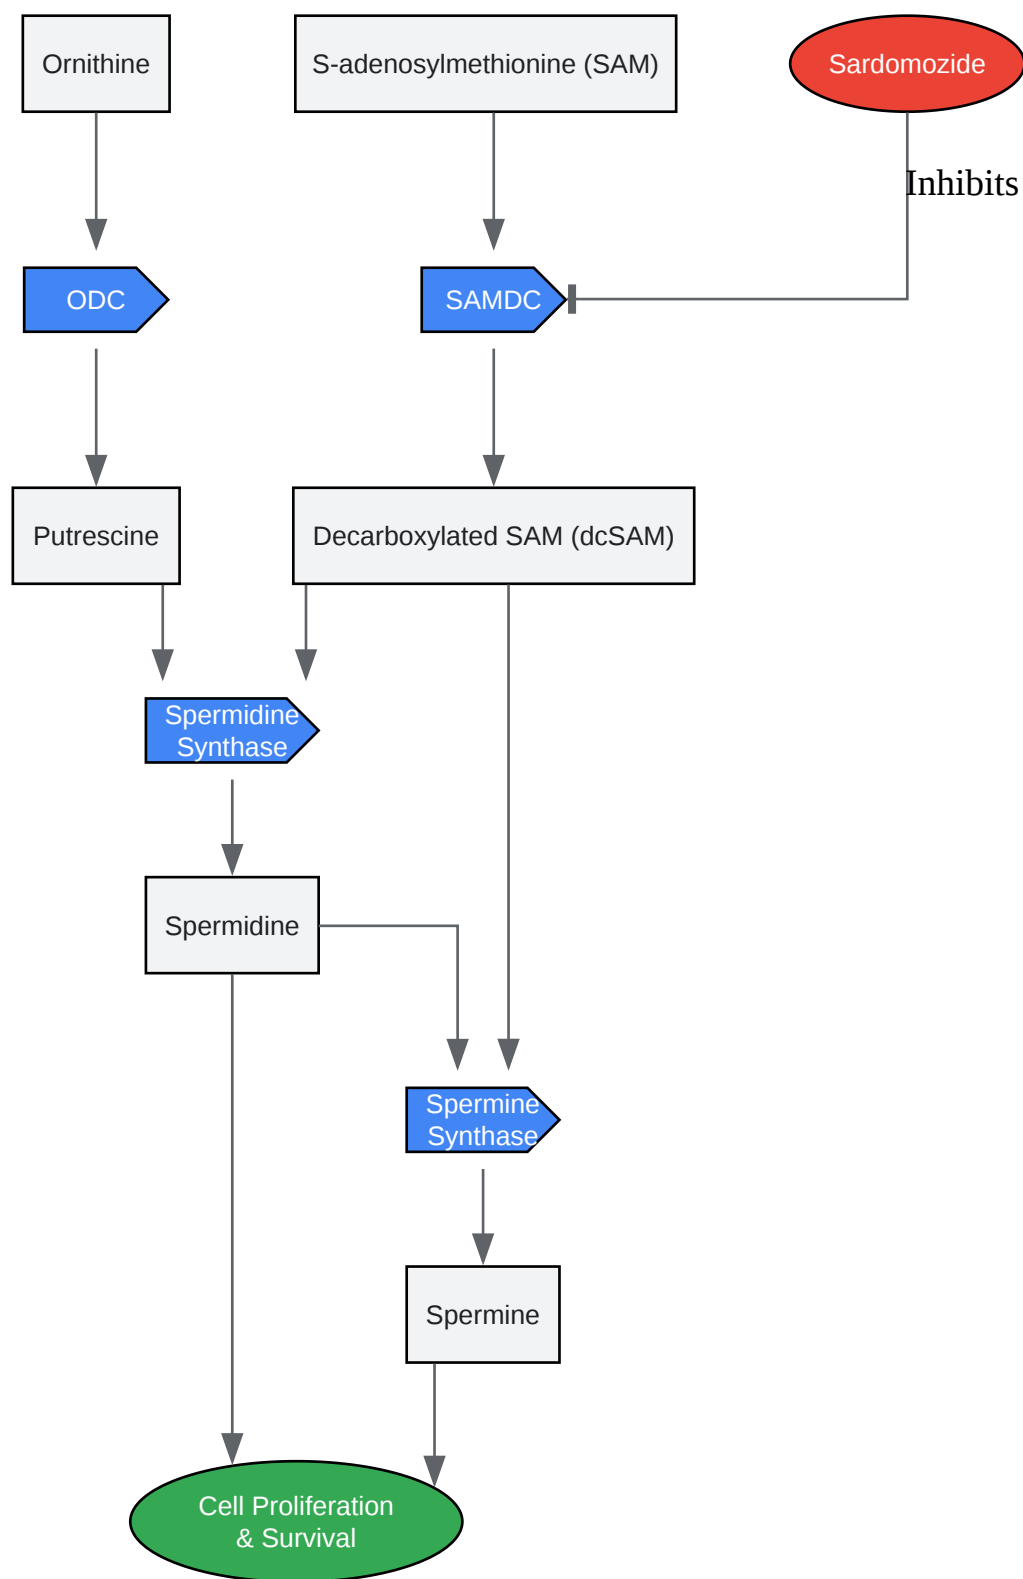 Ornithine
S-adenosylmethionine (SAM)
Sardomozide
Inhibits
ODC
SAMDC
Putrescine
Decarboxylated SAM (dcSAM)
Spermidine
Synthase
Spermidine
Spermine
Synthase
Spermine
Cell Proliferation
& Survival